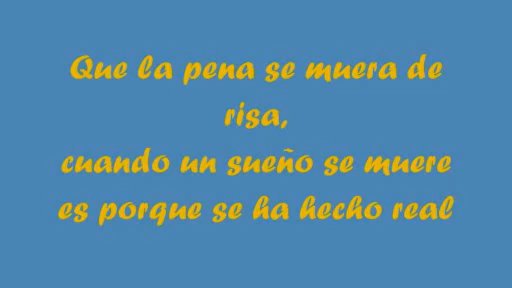 Que la pena se muera de
risa,
cuando un sueño se muere
es porque se ha hecho real